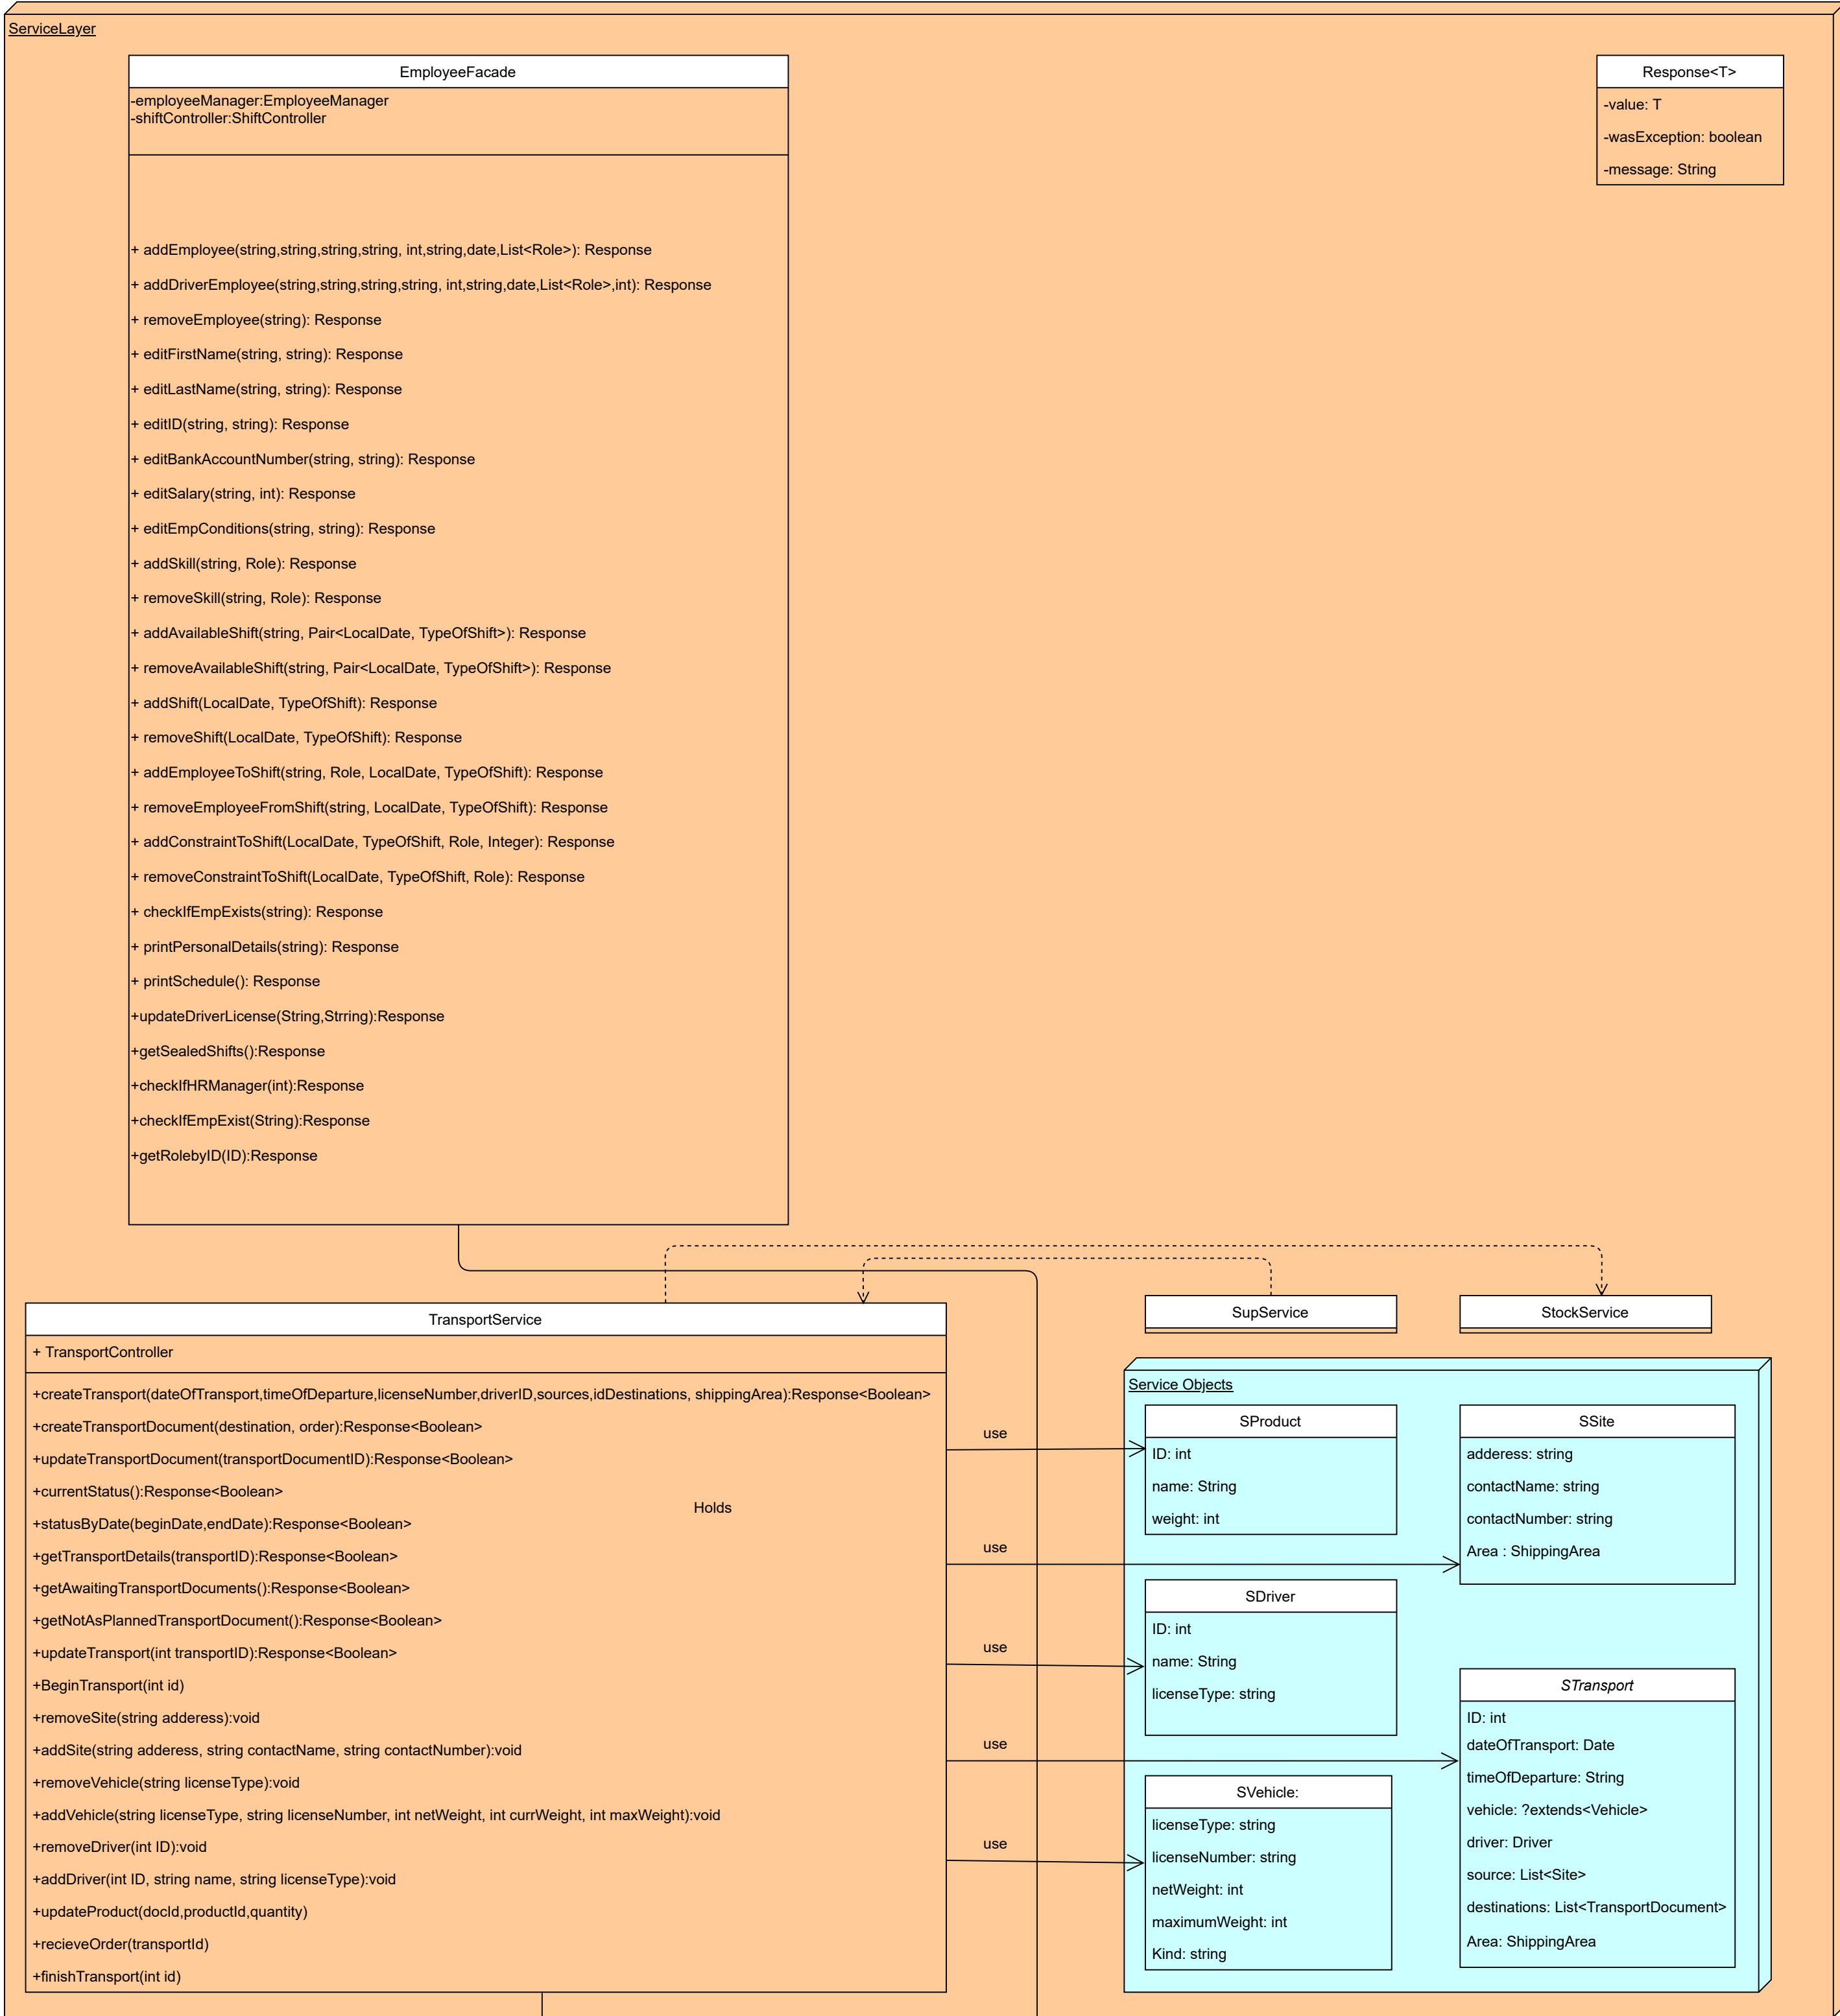 ServiceLayer
EmployeeFacade
-employeeManager:EmployeeManager
-shiftController:ShiftController
+ addEmployee(string,string,string,string, int,string,date,List<Role>): Response
+ addDriverEmployee(string,string,string,string, int,string,date,List<Role>,int): Response
+ removeEmployee(string): Response
+ editFirstName(string, string): Response
+ editLastName(string, string): Response
+ editID(string, string): Response
+ editBankAccountNumber(string, string): Response
+ editSalary(string, int): Response
+ editEmpConditions(string, string): Response
+ addSkill(string, Role): Response
+ removeSkill(string, Role): Response
+ addAvailableShift(string, Pair<LocalDate, TypeOfShift>): Response
+ removeAvailableShift(string, Pair<LocalDate, TypeOfShift>): Response
+ addShift(LocalDate, TypeOfShift): Response
+ removeShift(LocalDate, TypeOfShift): Response
+ addEmployeeToShift(string, Role, LocalDate, TypeOfShift): Response
+ removeEmployeeFromShift(string, LocalDate, TypeOfShift): Response
+ addConstraintToShift(LocalDate, TypeOfShift, Role, Integer): Response
+ removeConstraintToShift(LocalDate, TypeOfShift, Role): Response
+ checkIfEmpExists(string): Response
+ printPersonalDetails(string): Response
+ printSchedule(): Response
+updateDriverLicense(String,Strring):Response
+getSealedShifts():Response
+checkIfHRManager(int):Response
+checkIfEmpExist(String):Response
+getRolebyID(ID):Response
Response<T>
-value: T
-wasException: boolean
-message: String
TransportService
+ TransportController
+createTransport(dateOfTransport,timeOfDeparture,licenseNumber,driverID,sources,idDestinations, shippingArea):Response<Boolean>
+createTransportDocument(destination, order):Response<Boolean>
+updateTransportDocument(transportDocumentID):Response<Boolean>
+currentStatus():Response<Boolean>
Holds
+statusByDate(beginDate,endDate):Response<Boolean>
+getTransportDetails(transportID):Response<Boolean>
+getAwaitingTransportDocuments():Response<Boolean>
+getNotAsPlannedTransportDocument():Response<Boolean>
+updateTransport(int transportID):Response<Boolean>
+BeginTransport(int id)
+removeSite(string adderess):void
+addSite(string adderess, string contactName, string contactNumber):void
+removeVehicle(string licenseType):void
+addVehicle(string licenseType, string licenseNumber, int netWeight, int currWeight, int maxWeight):void
+removeDriver(int ID):void
+addDriver(int ID, string name, string licenseType):void
+updateProduct(docId,productId,quantity)
+recieveOrder(transportId)
+finishTransport(int id)
use
use
use
use
use
SupService
StockService
Service Objects
SProduct
ID: int
name: String
weight: int
SSite
adderess: string
contactName: string
contactNumber: string
Area : ShippingArea
SDriver
ID: int
name: String
licenseType: string
STransport
ID: int
dateOfTransport: Date
timeOfDeparture: String
vehicle: ?extends<Vehicle>
driver: Driver
source: List<Site>
destinations: List<TransportDocument>
Area: ShippingArea
SVehicle:
licenseType: string
licenseNumber: string
netWeight: int
maximumWeight: int
Kind: string